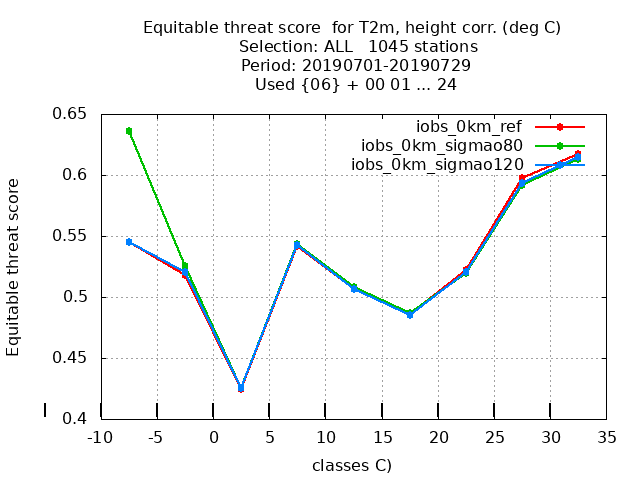 Equitable threat score  for T2m, height corr. (deg C)
Selection: ALL   1045 stations
Period: 20190701-20190729
Used {06} + 00 01 ... 24
iobs_0km_ref
iobs_0km_sigmao80
iobs_0km_sigmao120
Equitable threat score
0.65
0.6
0.55
0.5
0.45
0.4
-10 -5 0 5 10 15 20 25 30 35
classes C)